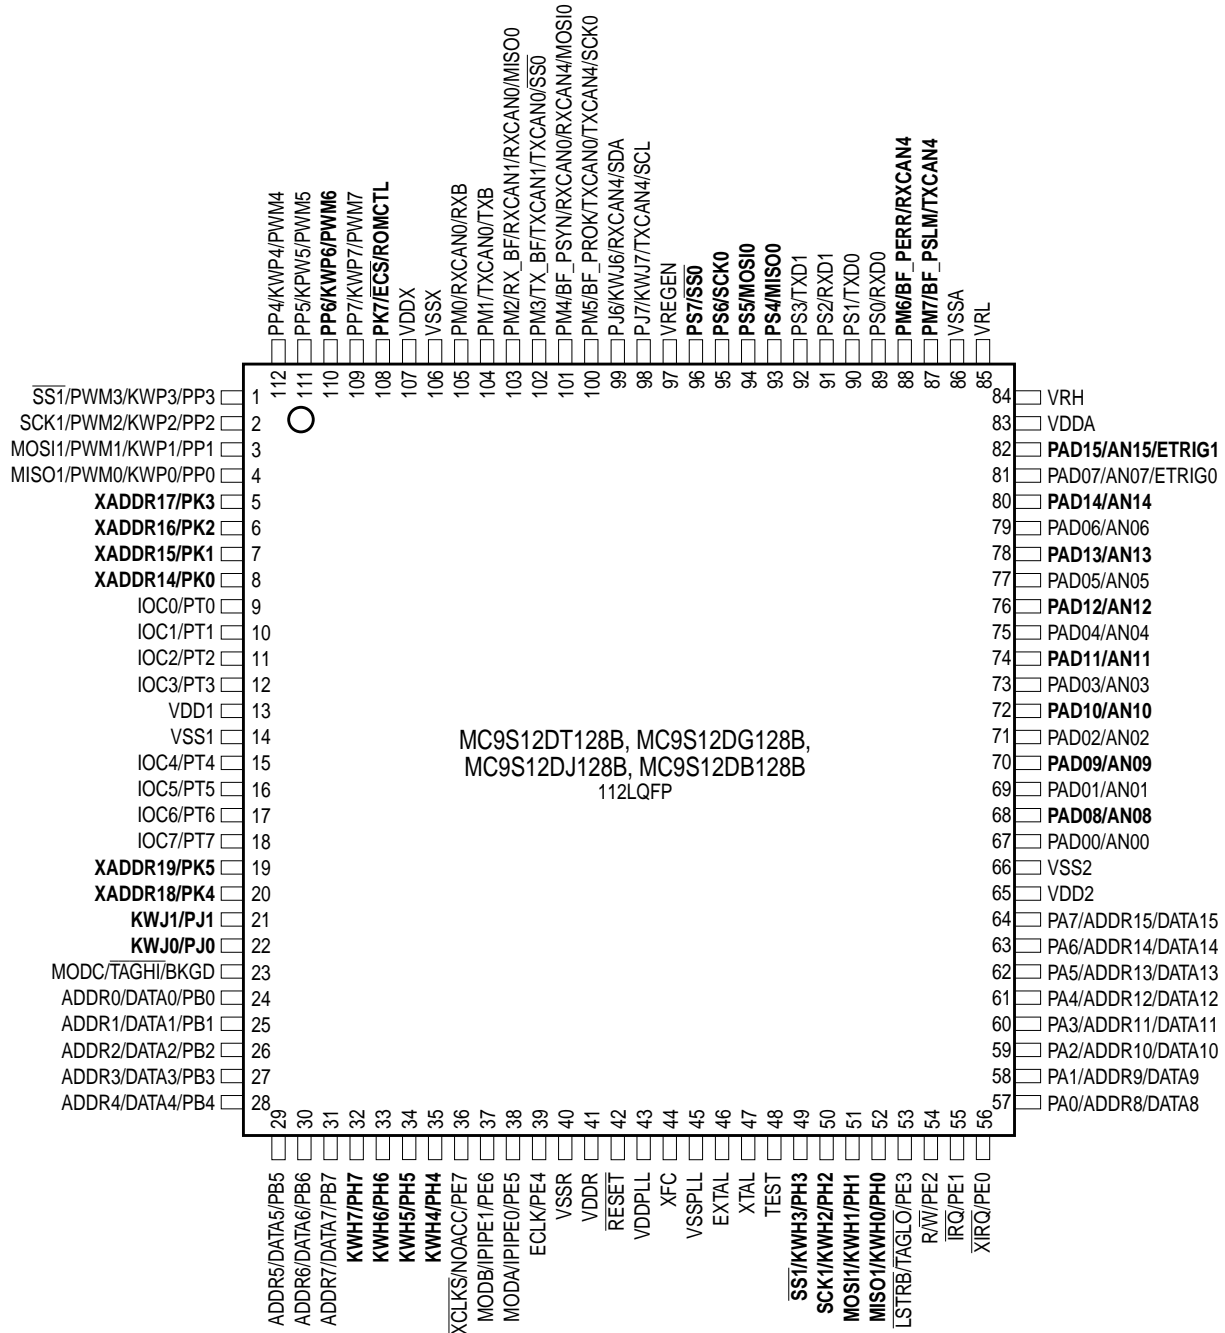 PP4/KWP4/PWM4
PP5/KPW5/PWM5
PP6/KWP6/PWM6
PP7/KWP7/PWM7
PK7/ECS/ROMCTL
VDDX
VSSX
PM0/RXCAN0/RXB
PM1/TXCAN0/TXB
PM2/RX_BF/RXCAN1/RXCAN0/MISO0
PM3/TX_BF/TXCAN1/TXCAN0/SS0
PM4/BF_PSYN/RXCAN0/RXCAN4/MOSI0
PM5/BF_PROK/TXCAN0/TXCAN4/SCK0
PJ6/KWJ6/RXCAN4/SDA
PJ7/KWJ7/TXCAN4/SCL
VREGEN
PS7/SS0
PS6/SCK0
PS5/MOSI0
PS4/MISO0
PS3/TXD1
PS2/RXD1
PS1/TXD0
PS0/RXD0
PM6/BF_PERR/RXCAN4
PM7/BF_PSLM/TXCAN4
VSSA
VRL
112
111
110
109
108
107
106
105
104
103
102
101
100
99
98
97
96
95
94
93
92
91
90
89
88
87
86
85
SS1/PWM3/KWP3/PP3 1
SCK1/PWM2/KWP2/PP2 2
MOSI1/PWM1/KWP1/PP1 3
MISO1/PWM0/KWP0/PP0 4
XADDR17/PK3 5
XADDR16/PK2 6
XADDR15/PK1 7
XADDR14/PK0 8
IOC0/PT0 9
IOC1/PT1 10
IOC2/PT2 11
IOC3/PT3 12
VDD1 13
VSS1 14
IOC4/PT4 15
IOC5/PT5 16
IOC6/PT6 17
IOC7/PT7 18
XADDR19/PK5 19
XADDR18/PK4 20
KWJ1/PJ1 21
KWJ0/PJ0 22
MODC/TAGHI/BKGD 23
ADDR0/DATA0/PB0 24
ADDR1/DATA1/PB1 25
ADDR2/DATA2/PB2 26
ADDR3/DATA3/PB3 27
ADDR4/DATA4/PB4 28
MC9S12DT128B, MC9S12DG128B,
MC9S12DJ128B, MC9S12DB128B
112LQFP
84 VRH
83 VDDA
82 PAD15/AN15/ETRIG1
81 PAD07/AN07/ETRIG0
80 PAD14/AN14
79 PAD06/AN06
78 PAD13/AN13
77 PAD05/AN05
76 PAD12/AN12
75 PAD04/AN04
74 PAD11/AN11
73 PAD03/AN03
72 PAD10/AN10
71 PAD02/AN02
70 PAD09/AN09
69 PAD01/AN01
68 PAD08/AN08
67 PAD00/AN00
66 VSS2
65 VDD2
64 PA7/ADDR15/DATA15
63 PA6/ADDR14/DATA14
62 PA5/ADDR13/DATA13
61 PA4/ADDR12/DATA12
60 PA3/ADDR11/DATA11
59 PA2/ADDR10/DATA10
58 PA1/ADDR9/DATA9
57 PA0/ADDR8/DATA8
29
30
31
32
33
34
35
36
37
38
39
40
41
42
43
44
45
46
47
48
49
50
51
52
53
54
55
56
ADDR5/DATA5/PB5
ADDR6/DATA6/PB6
ADDR7/DATA7/PB7
KWH7/PH7
KWH6/PH6
KWH5/PH5
KWH4/PH4
XCLKS/NOACC/PE7
MODB/IPIPE1/PE6
MODA/IPIPE0/PE5
ECLK/PE4
VSSR
VDDR
RESET
VDDPLL
XFC
VSSPLL
EXTAL
XTAL
TEST
SS1/KWH3/PH3
SCK1/KWH2/PH2
MOSI1/KWH1/PH1
MISO1/KWH0/PH0
LSTRB/TAGLO/PE3
R/W/PE2
IRQ/PE1
XIRQ/PE0